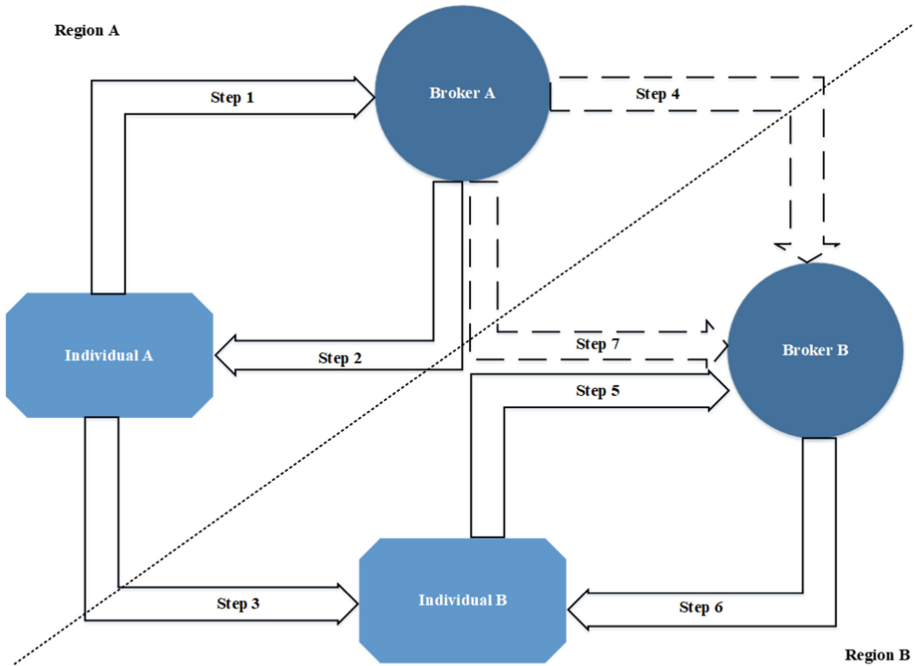 Region A
Broker A
Step 1
Step 4
Individual A
Step 2
Step 7
Broker B
Step 5
Individual B
Step 3
Step 6
Region B